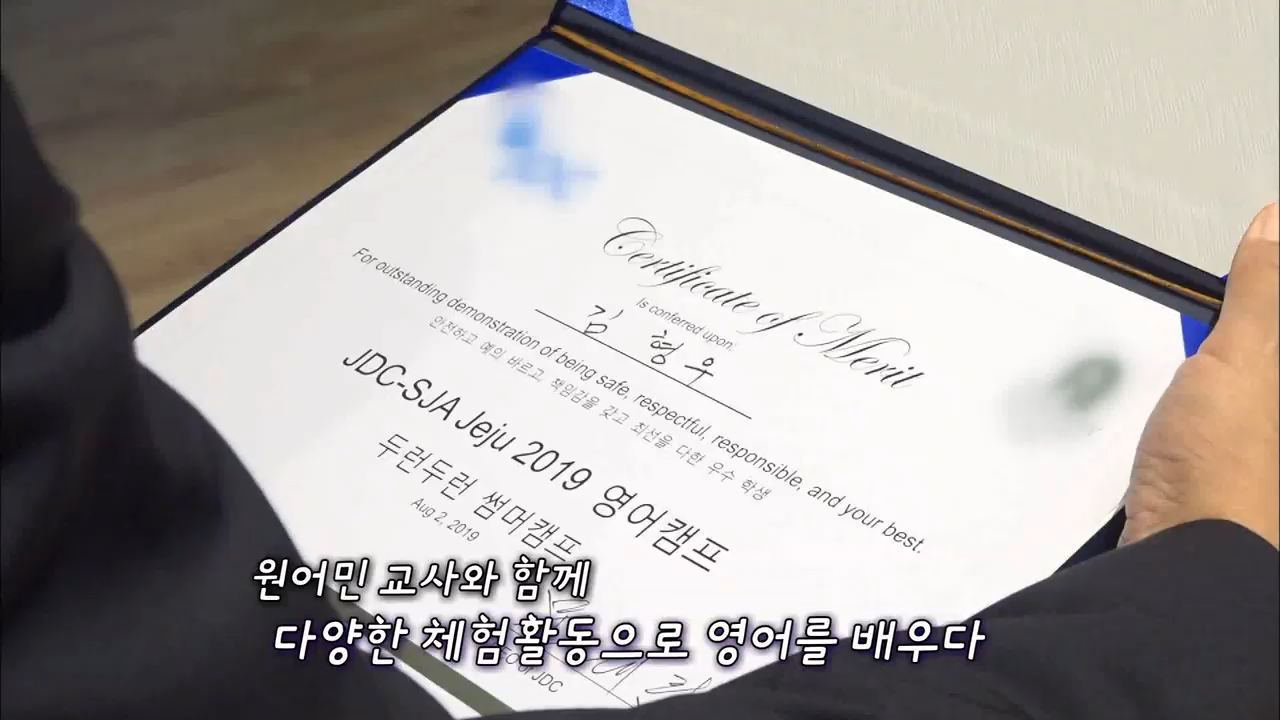 Certificate of Merit
Is conferred upon:
김 형 우
For outstanding demonstration of being safe, respectful, responsible, and your best.
안전하고 예의 바르고, 책임감을 갖고 최선을 다한 우수 학생
JDC-SJA Jeju 2019 영어캠프
두런두런 썸머캠프
Aug 2, 2019
원어민 교사와 함께
다양한 체험활동으로 영어를 배우다
JDC